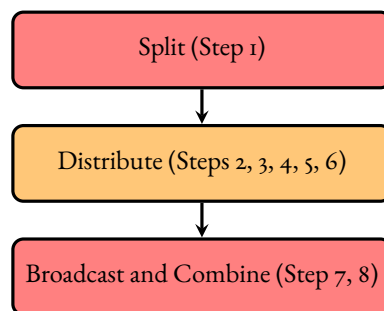 Split (Step 1)
Distribute (Steps 2, 3, 4, 5, 6)
Broadcast and Combine (Step 7, 8)